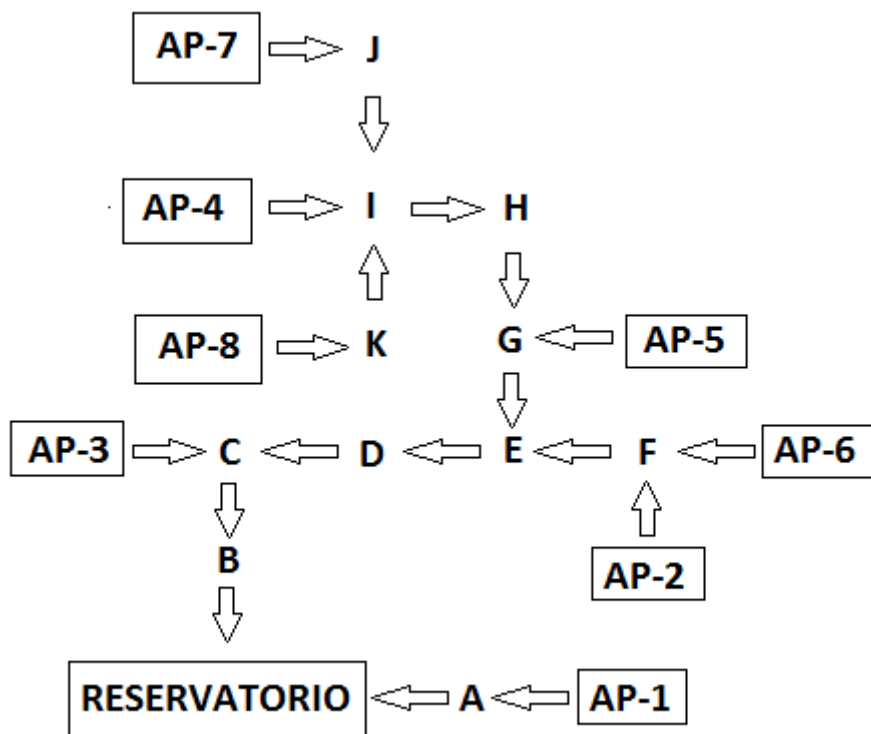 AP-7 J
AP-4 I H
AP-8 K G AP-5
AP-3 C D E F AP-6
B AP-2
RESERVATORIO A AP-1